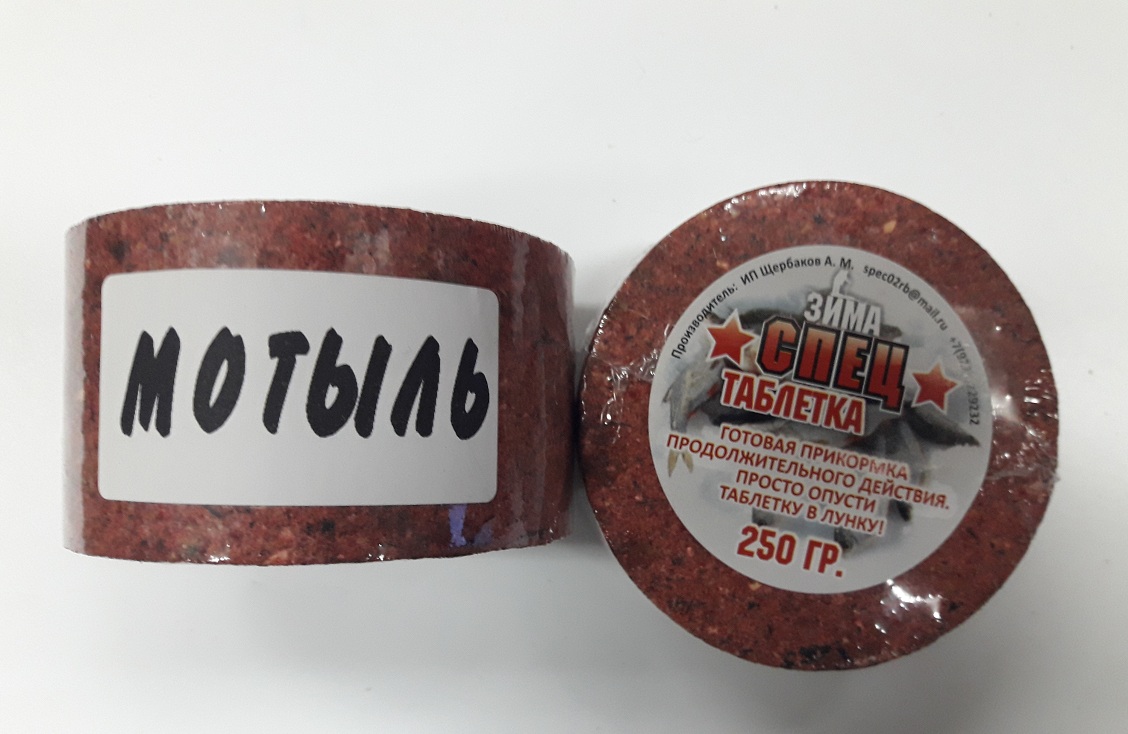 МОТЫЛЬ
Производитель: ИП Щербаков А. М. spec02rb@mail.ru
ЗИМА
СПЕЦ
ТАБЛЕТКА
ГОТОВАЯ ПРИКОРМКА
ПРОДОЛЖИТЕЛЬНОГО ДЕЙСТВИЯ.
ПРОСТО ОПУСТИ
ТАБЛЕТКУ В ЛУНКУ!
250 ГР.